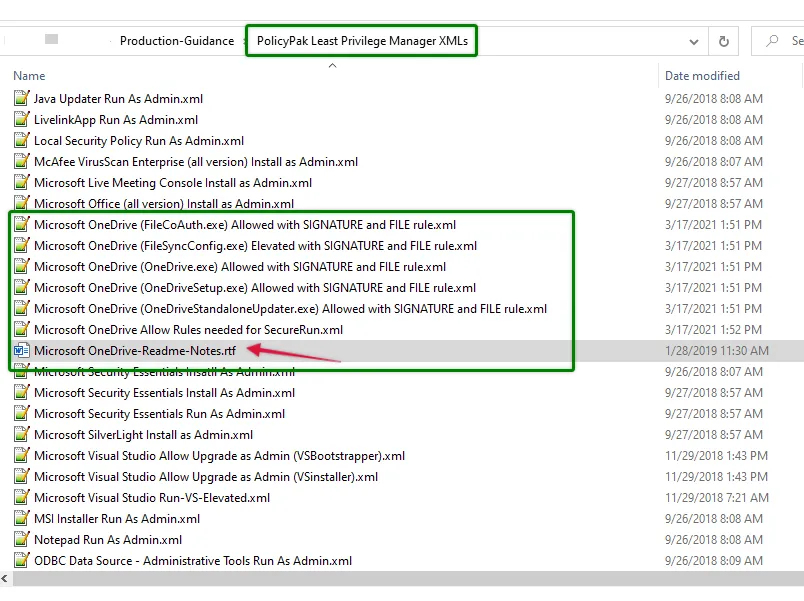 Production-Guidance PolicyPak Least Privilege Manager XMLs Se
Name Date modified
Java Updater Run As Admin.xml 9/26/2018 8:08 AM
LivelinkApp Run As Admin.xml 9/26/2018 8:08 AM
Local Security Policy Run As Admin.xml 9/26/2018 8:08 AM
McAfee VirusScan Enterprise (all version) Install as Admin.xml 9/26/2018 8:07 AM
Microsoft Live Meeting Console Install as Admin.xml 9/27/2018 8:57 AM
Microsoft Office (all version) Install as Admin.xml 9/27/2018 8:57 AM
Microsoft OneDrive (FileCoAuth.exe) Allowed with SIGNATURE and FILE rule.xml 3/17/2021 1:51 PM
Microsoft OneDrive (FileSyncConfig.exe) Elevated with SIGNATURE and FILE rule.xml 3/17/2021 1:51 PM
Microsoft OneDrive (OneDrive.exe) Allowed with SIGNATURE and FILE rule.xml 3/17/2021 1:51 PM
Microsoft OneDrive (OneDriveSetup.exe) Allowed with SIGNATURE and FILE rule.xml 3/17/2021 1:51 PM
Microsoft OneDrive (OneDriveStandaloneUpdater.exe) Allowed with SIGNATURE and FILE rule.xml 3/17/2021 1:51 PM
Microsoft OneDrive Allow Rules needed for SecureRun.xml 3/17/2021 1:52 PM
Microsoft OneDrive-Readme-Notes.rtf 1/28/2019 11:30 AM
Microsoft Security Essentials Insatll As Admin.xml 9/26/2018 8:07 AM
Microsoft Security Essentials Install As Admin.xml 9/27/2018 8:57 AM
Microsoft Security Essentials Run As Admin.xml 9/27/2018 8:57 AM
Microsoft SilverLight Install as Admin.xml 9/27/2018 8:57 AM
Microsoft Visual Studio Allow Upgrade as Admin (VSBootstrapper).xml 11/29/2018 1:43 PM
Microsoft Visual Studio Allow Upgrade as Admin (VSinstaller).xml 11/29/2018 1:43 PM
Microsoft Visual Studio Run-VS-Elevated.xml 11/29/2018 7:21 AM
MSI Installer Run As Admin.xml 9/26/2018 8:08 AM
Notepad Run As Admin.xml 9/26/2018 8:08 AM
ODBC Data Source - Administrative Tools Run As Admin.xml 9/26/2018 8:09 AM